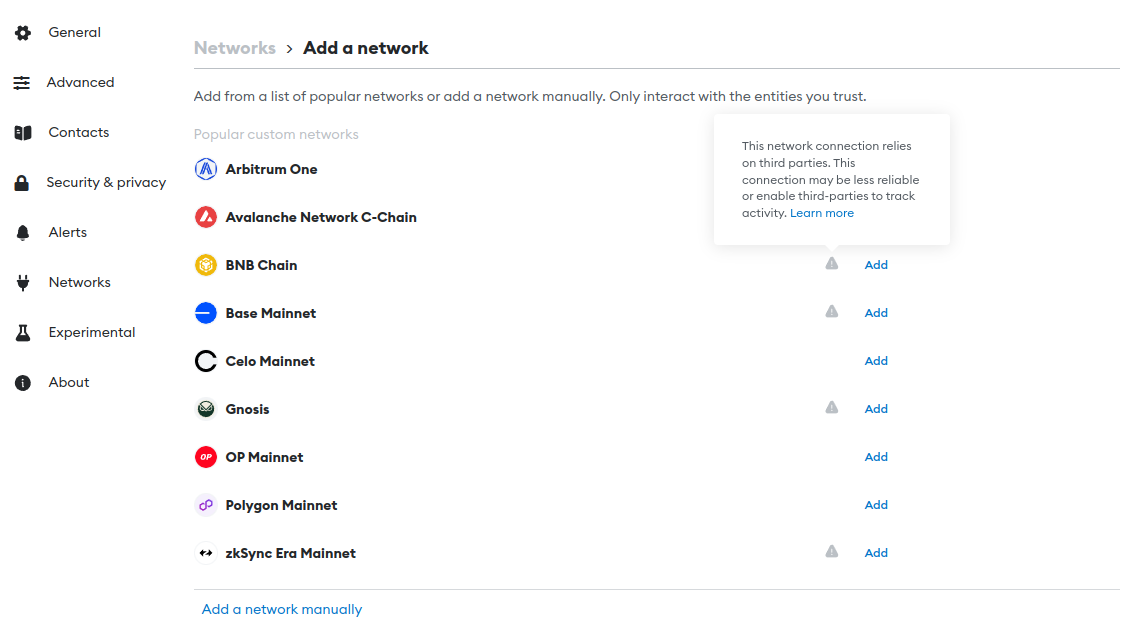 General
Advanced
Contacts
Security & privacy
Alerts
Networks
Experimental
About
Networks › Add a network
Add from a list of popular networks or add a network manually. Only interact with the entities you trust.
Popular custom networks
Arbitrum One
Avalanche Network C-Chain
This network connection relies
on third parties. This
connection may be less reliable
or enable third-parties to track
activity. Learn more
BNB Chain Add
Base Mainnet Add
Celo Mainnet Add
Gnosis Add
OP OP Mainnet Add
Polygon Mainnet Add
zkSync Era Mainnet Add
Add a network manually